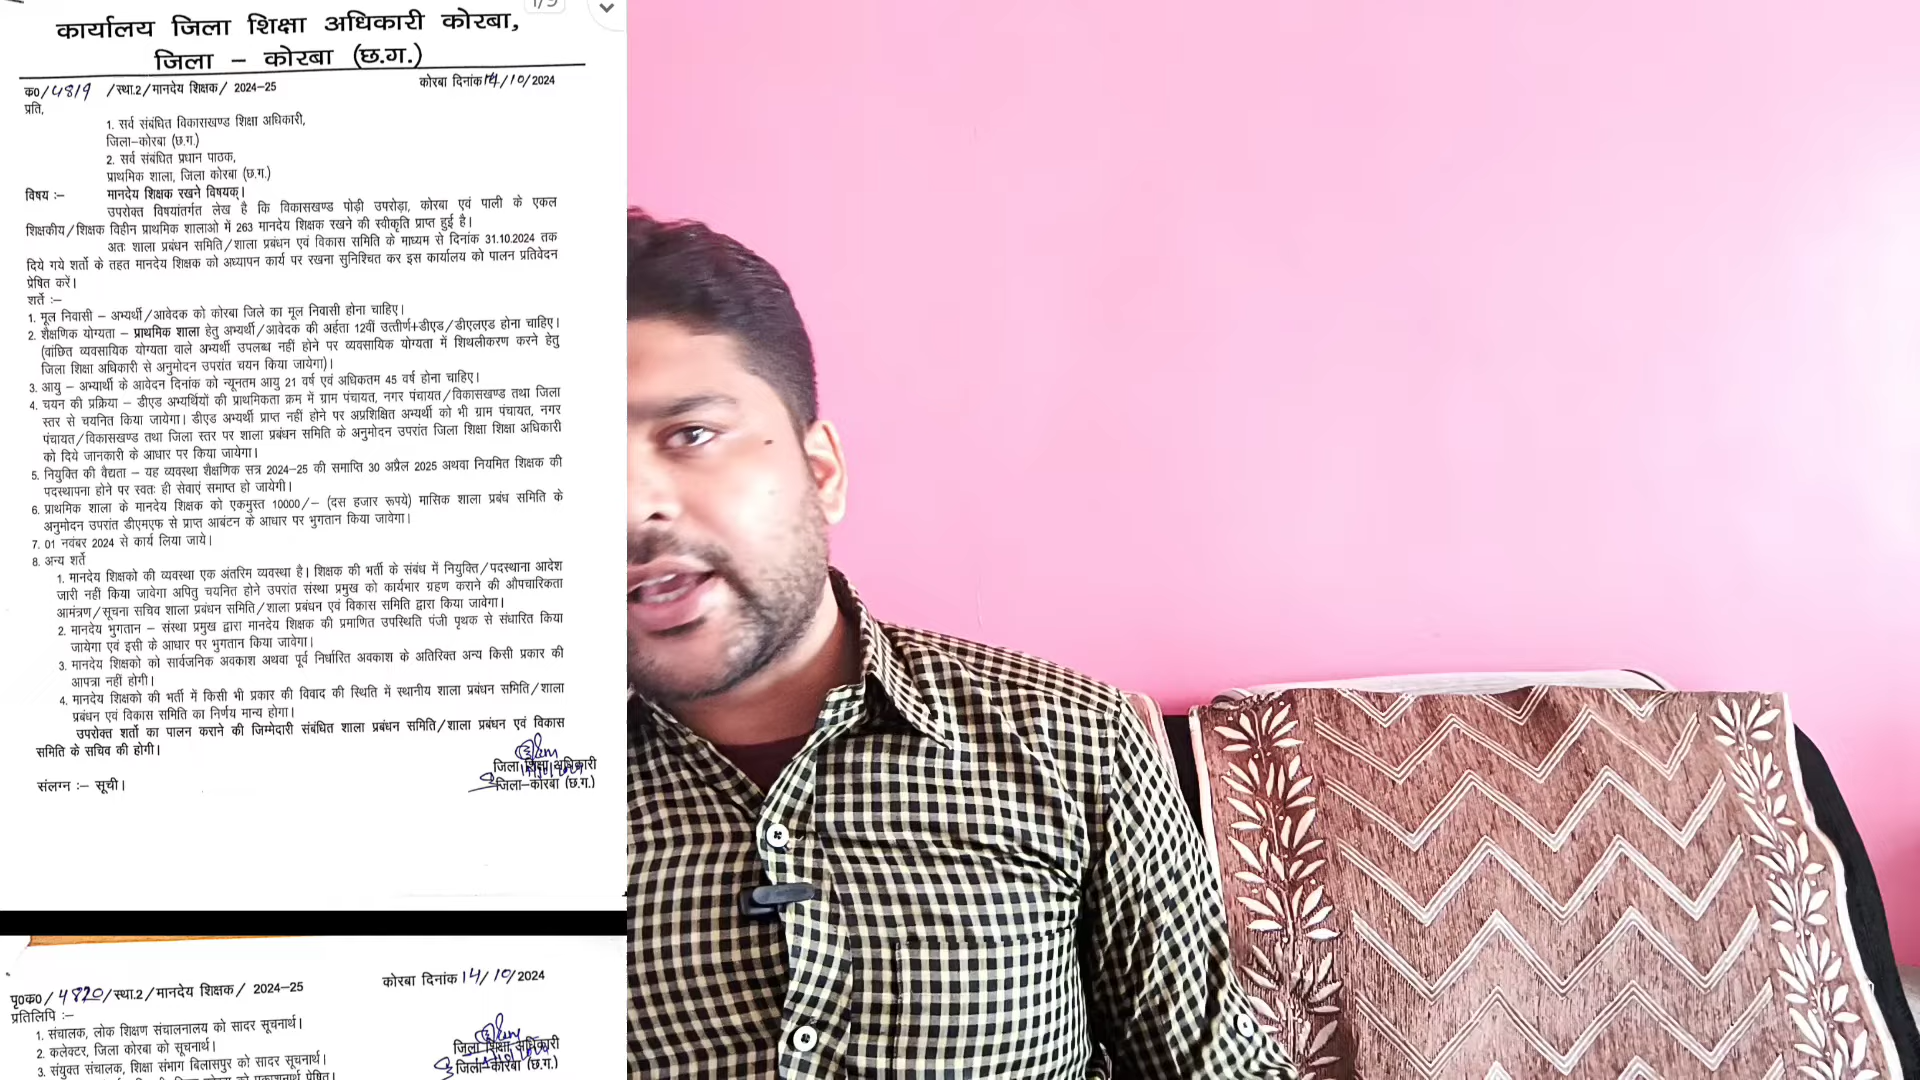 1/9
कार्यालय जिला शिक्षा अधिकारी कोरबा,
जिला – कोरबा (छ.ग.)
क0/4819 /स्था.2/मानदेय शिक्षक/ 2024-25
कोरबा दिनांक 14/10/2024
प्रति,
1. सर्व संबंधित विकाराखण्ड शिक्षा अधिकारी,
जिला-कोरबा (छ.ग.)
2. सर्व संबंधित प्रधान पाठक,
प्राथमिक शाला, जिला कोरबा (छ.ग.)
विषय :– मानदेय शिक्षक रखने विषयक्।
उपरोक्त विषयांतर्गत लेख है कि विकासखण्ड पोड़ी उपरोड़ा, कोरबा एवं पाली के एकल
शिक्षकीय/शिक्षक विहीन प्राथमिक शालाओ में 263 मानदेय शिक्षक रखने की स्वीकृति प्राप्त हुई है।
अतः शाला प्रबंधन समिति/शाला प्रबंधन एवं विकास समिति के माध्यम से दिनांक 31.10.2024 तक
दिये गये शर्तो के तहत मानदेय शिक्षक को अध्यापन कार्य पर रखना सुनिश्चित कर इस कार्यालय को पालन प्रतिवेदन
प्रेषित करें।
शर्ते :–
1. मूल निवासी – अभ्यर्थी/आवेदक को कोरबा जिले का मूल निवासी होना चाहिए।
2. शैक्षणिक योग्यता – प्राथमिक शाला हेतु अभ्यर्थी/आवेदक की अर्हता 12वीं उत्तीर्ण+डीएड/डीएलएड होना चाहिए।
(वांछित व्यवसायिक योग्यता वाले अभ्यर्थी उपलब्ध नहीं होने पर व्यवसायिक योग्यता में शिथलीकरण करने हेतु
जिला शिक्षा अधिकारी से अनुमोदन उपरांत चयन किया जायेगा)।
3. आयु – अभ्यार्थी के आवेदन दिनांक को न्यूनतम आयु 21 वर्ष एवं अधिकतम 45 वर्ष होना चाहिए।
4. चयन की प्रक्रिया – डीएड अभ्यर्थियों की प्राथमिकता क्रम में ग्राम पंचायत, नगर पंचायत/विकासखण्ड तथा जिला
स्तर से चयनित किया जायेगा। डीएड अभ्यर्थी प्राप्त नहीं होने पर अप्रशिक्षित अभ्यर्थी को भी ग्राम पंचायत, नगर
पंचायत/विकासखण्ड तथा जिला स्तर पर शाला प्रबंधन समिति के अनुमोदन उपरांत जिला शिक्षा शिक्षा अधिकारी
को दिये जानकारी के आधार पर किया जायेगा।
5. नियुक्ति की वैद्यता – यह व्यवस्था शैक्षणिक सत्र 2024-25 की समाप्ति 30 अप्रैल 2025 अथवा नियमित शिक्षक की
पदस्थापना होने पर स्वतः ही सेवाएं समाप्त हो जायेगी।
6. प्राथमिक शाला के मानदेय शिक्षक को एकमुस्त 10000/– (दस हजार रूपये) मासिक शाला प्रबंध समिति के
अनुमोदन उपरांत डीएमएफ से प्राप्त आबंटन के आधार पर भुगतान किया जावेगा।
7. 01 नवंबर 2024 से कार्य लिया जाये।
8. अन्य शर्ते
1. मानदेय शिक्षको की व्यवस्था एक अंतरिम व्यवस्था है। शिक्षक की भर्ती के संबंध में नियुक्ति/पदस्थाना आदेश
जारी नहीं किया जावेगा अपितु चयनित होने उपरांत संस्था प्रमुख को कार्यभार ग्रहण कराने की औपचारिकता
आमंत्रण/सूचना सचिव शाला प्रबंधन समिति/शाला प्रबंधन एवं विकास समिति द्वारा किया जावेगा।
2. मानदेय भुगतान – संस्था प्रमुख द्वारा मानदेय शिक्षक की प्रमाणित उपस्थिति पंजी पृथक से संधारित किया
जायेगा एवं इसी के आधार पर भुगतान किया जावेगा।
3. मानदेय शिक्षको को सार्वजनिक अवकाश अथवा पूर्व निर्धारित अवकाश के अतिरिक्त अन्य किसी प्रकार की
आपत्रा नहीं होगी।
4. मानदेय शिक्षको की भर्ती में किसी भी प्रकार की विवाद की स्थिति में स्थानीय शाला प्रबंधन समिति/शाला
प्रबंधन एवं विकास समिति का निर्णय मान्य होगा।
उपरोक्त शर्तो का पालन कराने की जिम्मेदारी संबंधित शाला प्रबंधन समिति/शाला प्रबंधन एवं विकास
समिति के सचिव की होगी।
जिला शिक्षा अधिकारी
जिला-कोरबा (छ.ग.)
संलग्न :– सूची।
पृ0क0/4820/स्था.2/मानदेय शिक्षक/ 2024-25
कोरबा दिनांक 14/10/2024
प्रतिलिपि :–
1. संचालक, लोक शिक्षण संचालनालय को सादर सूचनार्थ।
2. कलेक्टर, जिला कोरबा को सूचनार्थ।
3. संयुक्त संचालक, शिक्षा संभाग बिलासपुर को सादर सूचनार्थ।
जिला शिक्षा अधिकारी
जिला-कोरबा (छ.ग.)